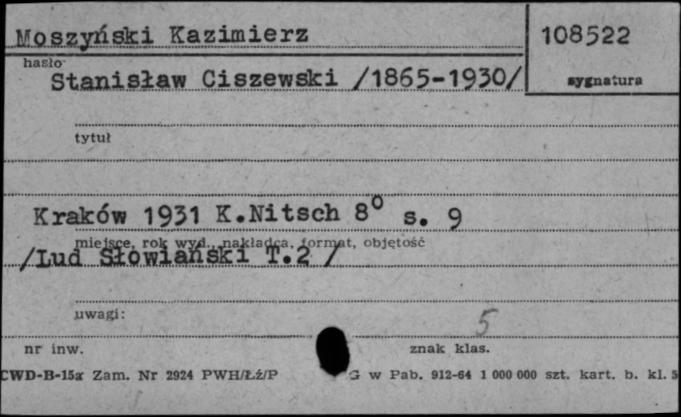 Moszyński Kazimierz
108522
hasło
Stanisław Ciszewski /1865-1930/
sygnatura
tytuł
Kraków 1931 K.Nitsch 8° s. 9
miejsce, rok wyd., nakładca, format, objętość
/Lud Słowiański T.2 /
uwagi:
5
nr inw.
znak klas.
CWD-B-15a Zam. Nr 2924 PWH/Łź/P
G w Pab. 912-64 1 000 000 szt. kart. b. kl. 5